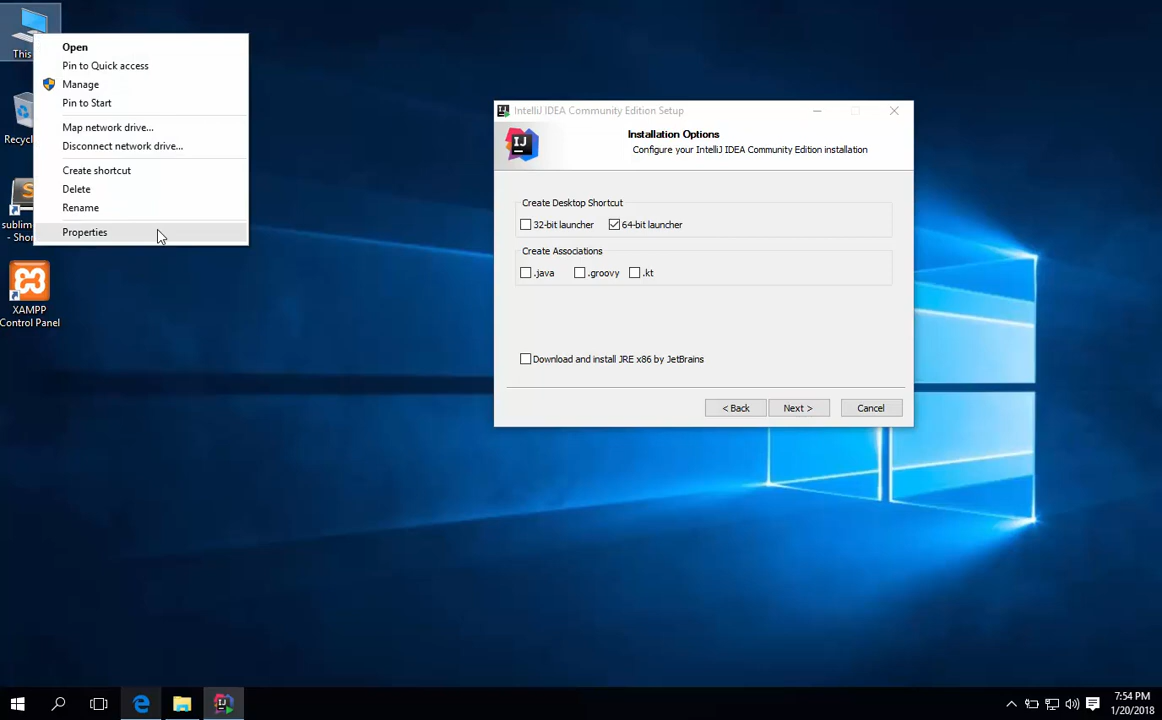 This
Open
Pin to Quick access
Manage
Pin to Start
Map network drive...
Disconnect network drive...
Create shortcut
Delete
Rename
Properties
Recycl
sublim
- Shor
XAMPP
Control Panel
IJ
IntelliJ IDEA Community Edition Setup
IJ
Installation Options
Configure your IntelliJ IDEA Community Edition installation
Create Desktop Shortcut
32-bit launcher
64-bit launcher
Create Associations
.java
.groovy
.kt
Download and install JRE x86 by JetBrains
< Back
Next >
Cancel
7:54 PM
1/20/2018